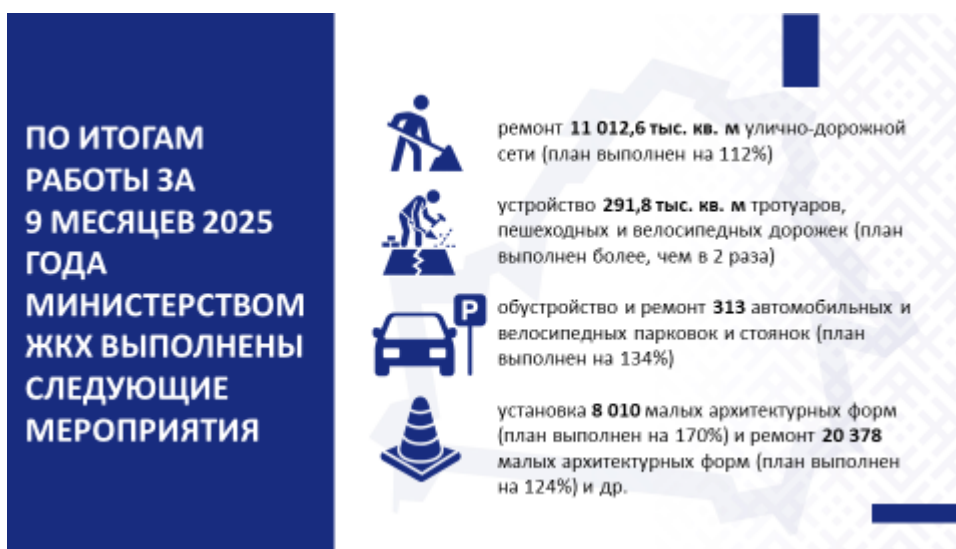 ПО ИТОГАМ
РАБОТЫ ЗА
9 МЕСЯЦЕВ 2025
ГОДА
МИНИСТЕРСТВОМ
ЖКХ ВЫПОЛНЕНЫ
СЛЕДУЮЩИЕ
МЕРОПРИЯТИЯ
ремонт 11 012,6 тыс. кв. м улично-дорожной
сети (план выполнен на 112%)
устройство 291,8 тыс. кв. м тротуаров,
пешеходных и велосипедных дорожек (план
выполнен более, чем в 2 раза)
P
обустройство и ремонт 313 автомобильных и
велосипедных парковок и стоянок (план
выполнен на 134%)
установка 8 010 малых архитектурных форм
(план выполнен на 170%) и ремонт 20 378
малых архитектурных форм (план выполнен
на 124%) и др.